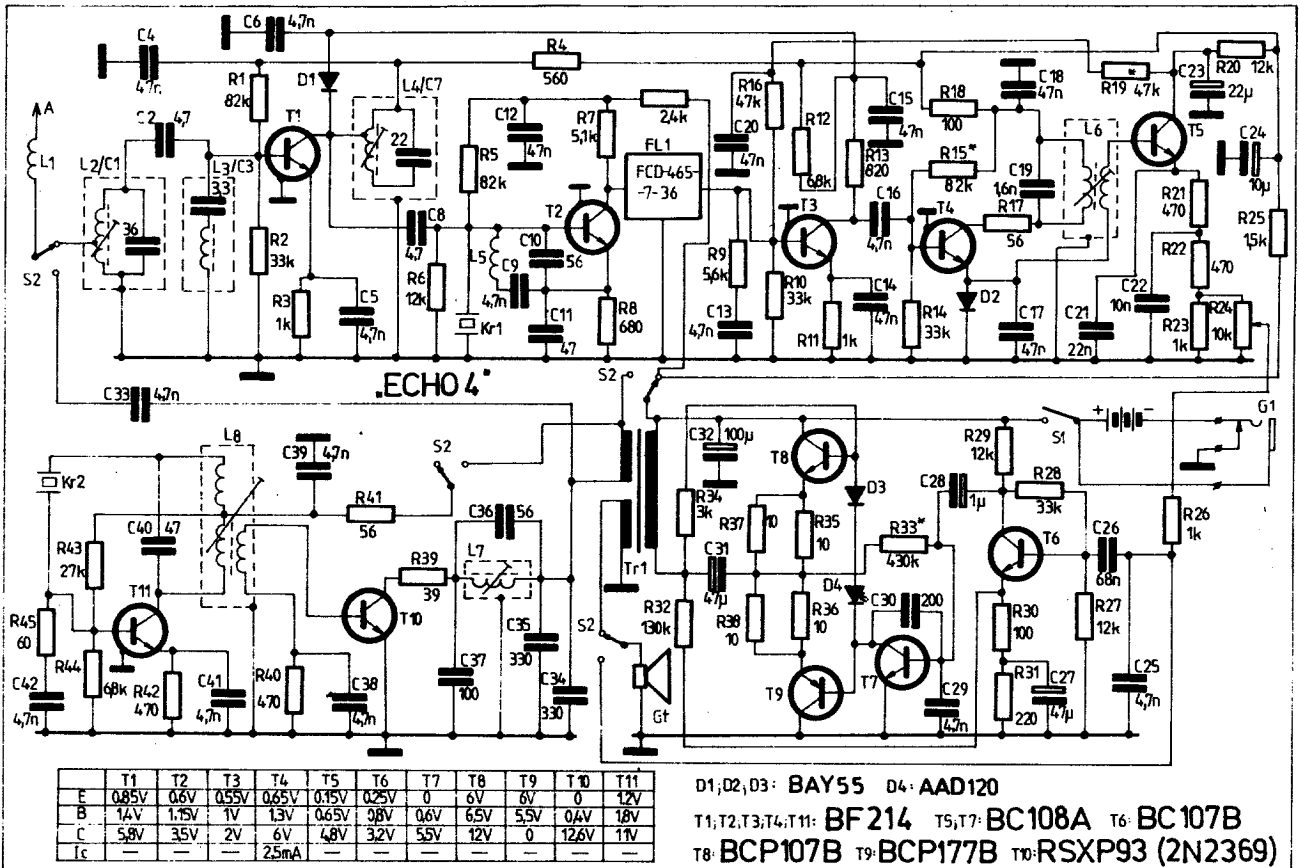 C6 4,7n
C4
R4
560
R1
82k
D1
L4/C7
22
A
C2 4,7
T1
L1
L2/C1
36
L3/C3
33
R2
33k
R3
1k
C5
4,7n
S2
C8
4,7
R5
82k
R6
12k
C12
47n
R7
5,1k
2,4k
FL1
FCD-465-
-7-36
T2
L5
C9
4,7n
C10
56
C11
47
R8
680
Kr1
C20
47n
R16
47k
R12
6,8k
C15
47n
R13
820
C16
4,7n
T3
R9
5,6k
R10
33k
C13
4,7n
R11
1k
C14
47n
R18
100
R15*
82k
C18
47n
C19
1,6n
L6
R17
56
T4
R14
33k
D2
C17
47n
C21
22n
C22
10n
R19
*
47k
R20
12k
C23
22µ
T5
C24
10µ
R21
470
R22
470
R23
1k
R24
10k
R25
1,5k
„ECHO 4"
C33 4,7n
S2
S2
S2
Kr2
L8
C39
4,7n
R41
56
C40
47
R43
27k
T11
R45
60
R44
6,8k
C42
4,7n
R42
470
C41
4,7n
R40
470
C38
4,7n
T10
R39
39
C36 56
L7
C37
100
C35
330
C34
330
Tr1
Gt
C32
100µ
R34
3k
C31
47µ
R32
130k
T8
R37
10
R35
10
R38
10
R36
10
T9
D3
D4
R33*
430k
C28
1µ
C30
200
T7
C29
4,7n
R29
12k
R28
33k
T6
C26
68n
R30
100
R27
12k
R31
220
C27
47µ
C25
4,7n
R26
1k
S1
+ -
G1
T1 T2 T3 T4 T5 T6 T7 T8 T9 T10 T11
E 0,85V 0,6V 0,55V 0,65V 0,15V 0,25V 0 6V 6V 0 1,2V
B 1,4V 1,15V 1V 1,3V 0,65V 0,8V 0,6V 6,5V 5,5V 0,4V 1,8V
C 5,8V 3,5V 2V 6V 4,8V 3,2V 5,5V 12V 0 12,6V 11V
Ic — — — 2,5mA — — — — — — —
D1;D2;D3: BAY55 D4: AAD120
T1;T2;T3;T4;T11: BF214 T5;T7: BC108A T6: BC107B
T8: BCP107B T9: BCP177B T10: RSXP93 (2N2369)